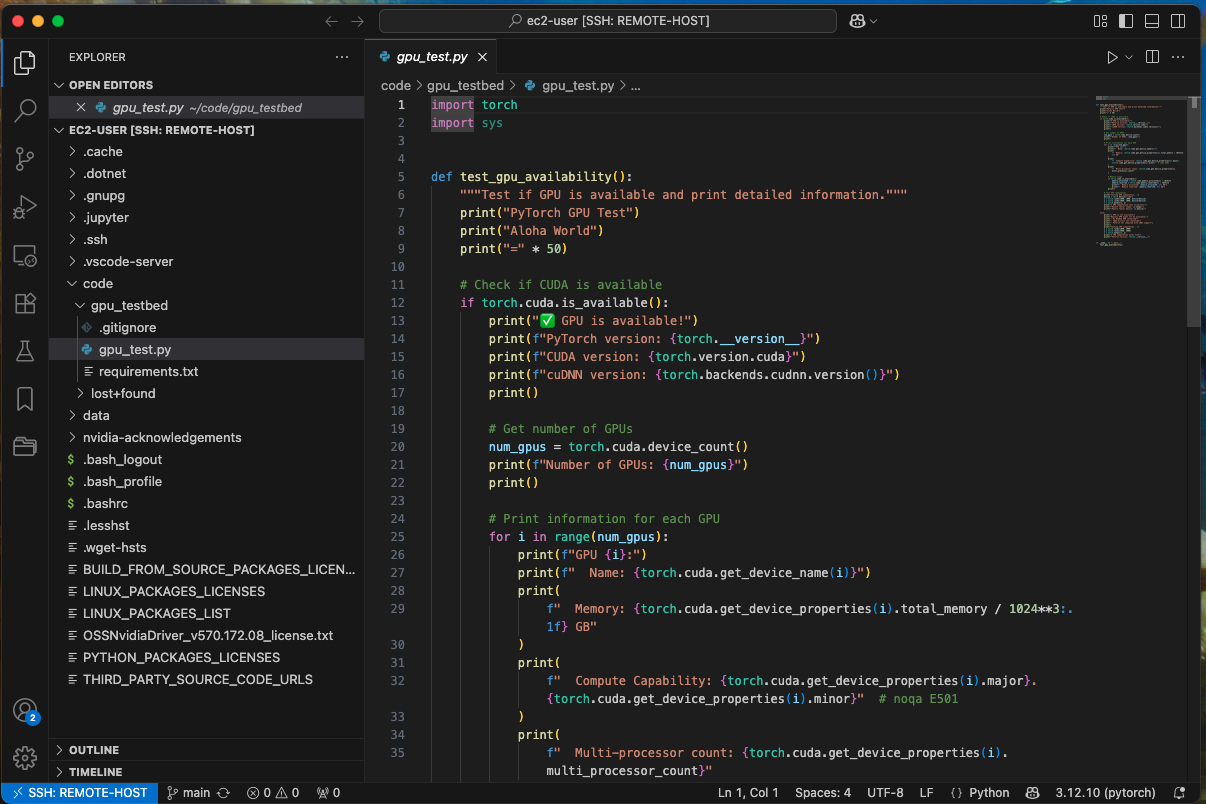 ec2-user [SSH: REMOTE-HOST]
EXPLORER
OPEN EDITORS
gpu_test.py ~/code/gpu_testbed
EC2-USER [SSH: REMOTE-HOST]
.cache
.dotnet
.gnupg
.jupyter
.ssh
.vscode-server
code
gpu_testbed
.gitignore
gpu_test.py
requirements.txt
lost+found
data
nvidia-acknowledgements
$ .bash_logout
$ .bash_profile
$ .bashrc
.lesshst
.wget-hsts
BUILD_FROM_SOURCE_PACKAGES_LICEN...
LINUX_PACKAGES_LICENSES
LINUX_PACKAGES_LIST
OSSNvidiaDriver_v570.172.08_license.txt
PYTHON_PACKAGES_LICENSES
THIRD_PARTY_SOURCE_CODE_URLS
OUTLINE
TIMELINE
2
gpu_test.py
code > gpu_testbed > gpu_test.py > ...
1 import torch
2 import sys
3
4
5 def test_gpu_availability():
6     """Test if GPU is available and print detailed information."""
7     print("PyTorch GPU Test")
8     print("Aloha World")
9     print("=" * 50)
10
11     # Check if CUDA is available
12     if torch.cuda.is_available():
13         print("✅ GPU is available!")
14         print(f"PyTorch version: {torch.__version__}")
15         print(f"CUDA version: {torch.version.cuda}")
16         print(f"cuDNN version: {torch.backends.cudnn.version()}")
17         print()
18
19         # Get number of GPUs
20         num_gpus = torch.cuda.device_count()
21         print(f"Number of GPUs: {num_gpus}")
22         print()
23
24         # Print information for each GPU
25         for i in range(num_gpus):
26             print(f"GPU {i}:")
27             print(f"  Name: {torch.cuda.get_device_name(i)}")
28             print(
29                 f"  Memory: {torch.cuda.get_device_properties(i).total_memory / 1024**3:.
1f} GB"
30             )
31             print(
32                 f"  Compute Capability: {torch.cuda.get_device_properties(i).major}.
{torch.cuda.get_device_properties(i).minor}"  # noqa E501
33             )
34             print(
35                 f"  Multi-processor count: {torch.cuda.get_device_properties(i).
multi_processor_count}"
SSH: REMOTE-HOST main 0 0 0 Ln 1, Col 1 Spaces: 4 UTF-8 LF {} Python 3.12.10 (pytorch)